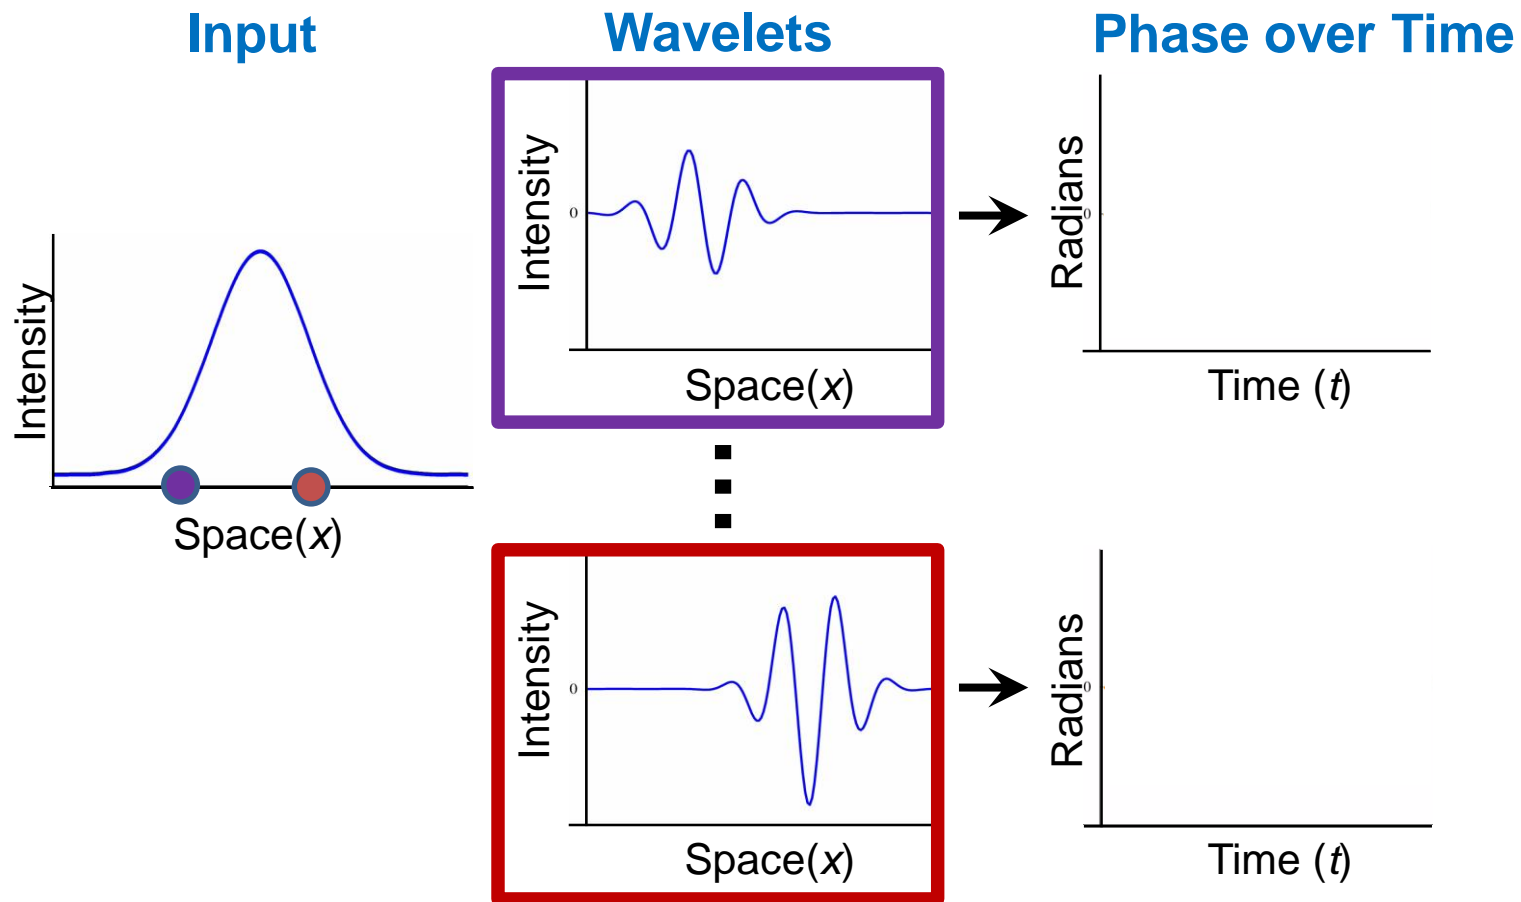 Input
Wavelets
Phase over Time
Intensity
Space(x)
Intensity
0
Space(x)
Radians
0
Time (t)
Intensity
0
Space(x)
Radians
0
Time (t)